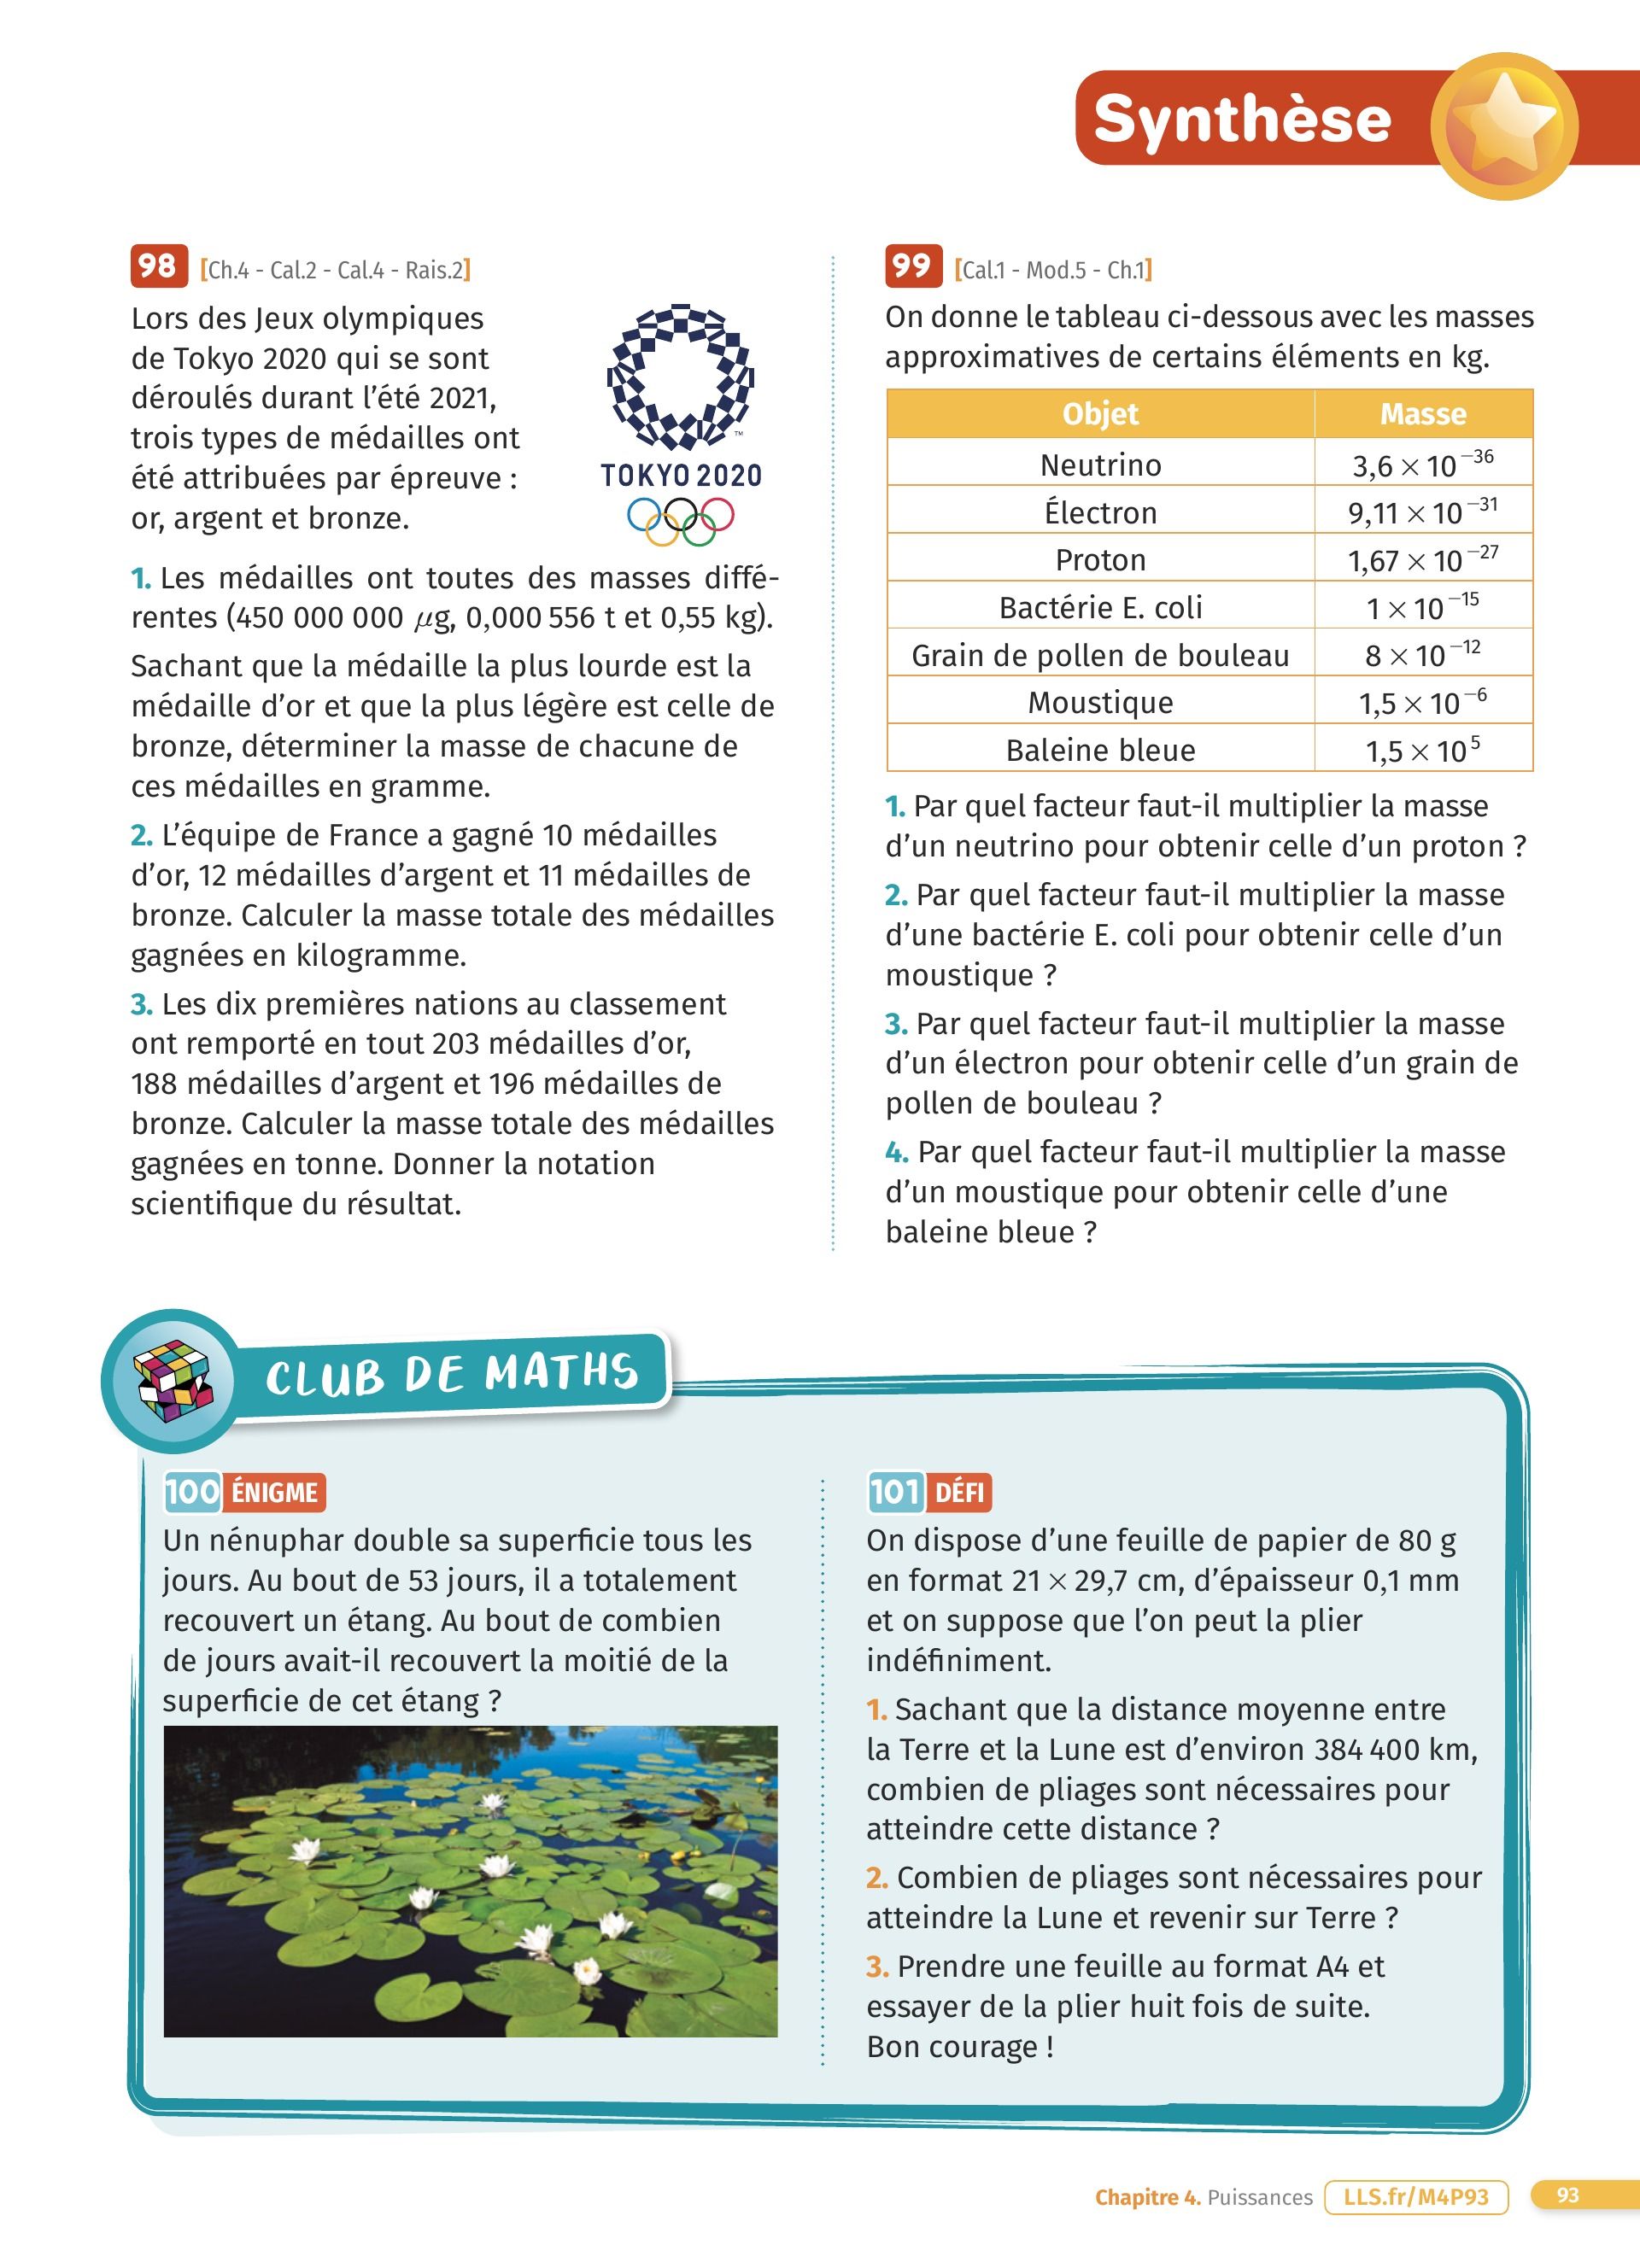 Synthèse
98 [Ch.4 - Cal.2 - Cal.4 - Rais.2]
Lors des Jeux olympiques
de Tokyo 2020 qui se sont
déroulés durant l’été 2021,
trois types de médailles ont
été attribuées par épreuve :
or, argent et bronze.
TM
TOKYO 2020
1. Les médailles ont toutes des masses diffé-
rentes (450 000 000 µg, 0,000 556 t et 0,55 kg).
Sachant que la médaille la plus lourde est la
médaille d’or et que la plus légère est celle de
bronze, déterminer la masse de chacune de
ces médailles en gramme.
2. L’équipe de France a gagné 10 médailles
d’or, 12 médailles d’argent et 11 médailles de
bronze. Calculer la masse totale des médailles
gagnées en kilogramme.
3. Les dix premières nations au classement
ont remporté en tout 203 médailles d’or,
188 médailles d’argent et 196 médailles de
bronze. Calculer la masse totale des médailles
gagnées en tonne. Donner la notation
scientifique du résultat.
99 [Cal.1 - Mod.5 - Ch.1]
On donne le tableau ci-dessous avec les masses
approximatives de certains éléments en kg.
Objet Masse
Neutrino 3,6 × 10⁻³⁶
Électron 9,11 × 10⁻³¹
Proton 1,67 × 10⁻²⁷
Bactérie E. coli 1 × 10⁻¹⁵
Grain de pollen de bouleau 8 × 10⁻¹²
Moustique 1,5 × 10⁻⁶
Baleine bleue 1,5 × 10⁵
1. Par quel facteur faut-il multiplier la masse
d’un neutrino pour obtenir celle d’un proton ?
2. Par quel facteur faut-il multiplier la masse
d’une bactérie E. coli pour obtenir celle d’un
moustique ?
3. Par quel facteur faut-il multiplier la masse
d’un électron pour obtenir celle d’un grain de
pollen de bouleau ?
4. Par quel facteur faut-il multiplier la masse
d’un moustique pour obtenir celle d’une
baleine bleue ?
CLUB DE MATHS
100 ÉNIGME
Un nénuphar double sa superficie tous les
jours. Au bout de 53 jours, il a totalement
recouvert un étang. Au bout de combien
de jours avait-il recouvert la moitié de la
superficie de cet étang ?
101 DÉFI
On dispose d’une feuille de papier de 80 g
en format 21 × 29,7 cm, d’épaisseur 0,1 mm
et on suppose que l’on peut la plier
indéfiniment.
1. Sachant que la distance moyenne entre
la Terre et la Lune est d’environ 384 400 km,
combien de pliages sont nécessaires pour
atteindre cette distance ?
2. Combien de pliages sont nécessaires pour
atteindre la Lune et revenir sur Terre ?
3. Prendre une feuille au format A4 et
essayer de la plier huit fois de suite.
Bon courage !
Chapitre 4. Puissances LLS.fr/M4P93 93